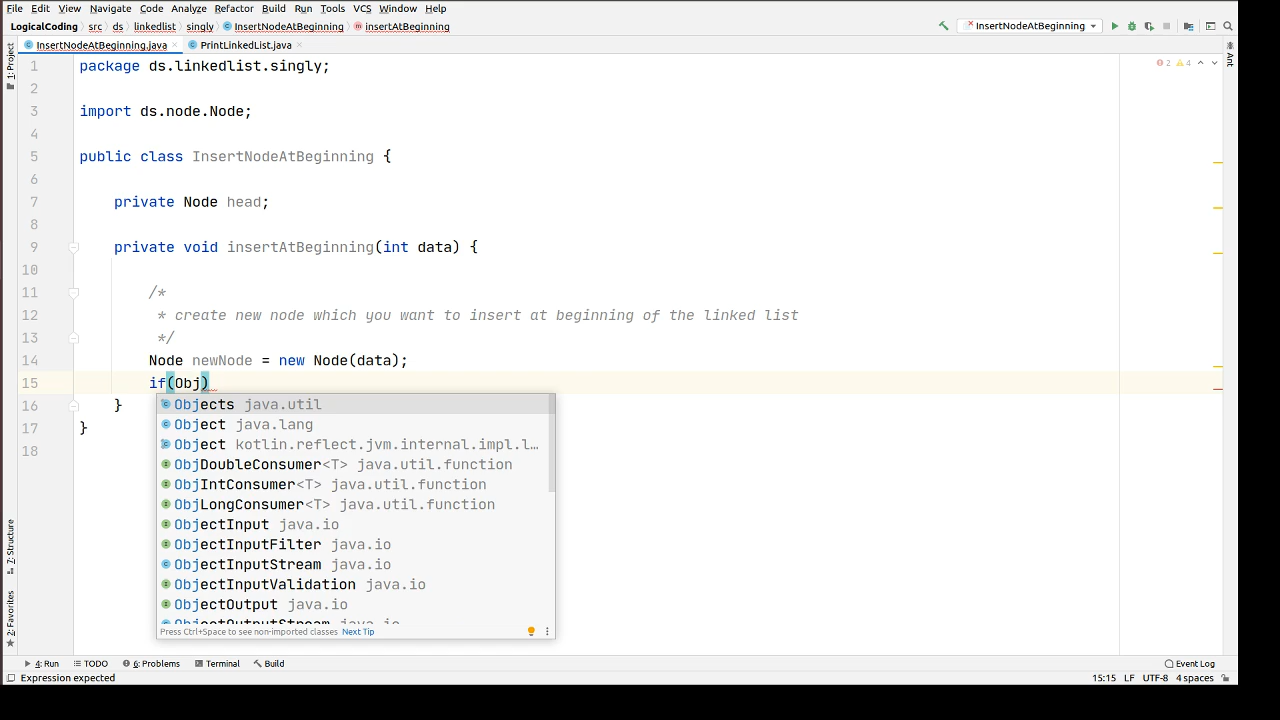 File Edit View Navigate Code Analyze Refactor Build Run Tools VCS Window Help
LogicalCoding src ds linkedlist singly InsertNodeAtBeginning insertAtBeginning InsertNodeAtBeginning
InsertNodeAtBeginning.java PrintLinkedList.java
1: Project
Ant
1 package ds.linkedlist.singly; 2 4
2
3 import ds.node.Node;
4
5 public class InsertNodeAtBeginning {
6
7 private Node head;
8
9 private void insertAtBeginning(int data) {
10
11 /*
12 * create new node which you want to insert at beginning of the linked list
13 */
14 Node newNode = new Node(data);
15 if(Obj)
16 }
17 }
18
Objects java.util
Object java.lang
Object kotlin.reflect.jvm.internal.impl.l...
ObjDoubleConsumer<T> java.util.function
ObjIntConsumer<T> java.util.function
ObjLongConsumer<T> java.util.function
ObjectInput java.io
ObjectInputFilter java.io
ObjectInputStream java.io
ObjectInputValidation java.io
ObjectOutput java.io
ObjectOutputStream java.io
Press Ctrl+Space to see non-imported classes Next Tip
7: Structure
2: Favorites
4: Run TODO 6: Problems Terminal Build Event Log
Expression expected 15:15 LF UTF-8 4 spaces